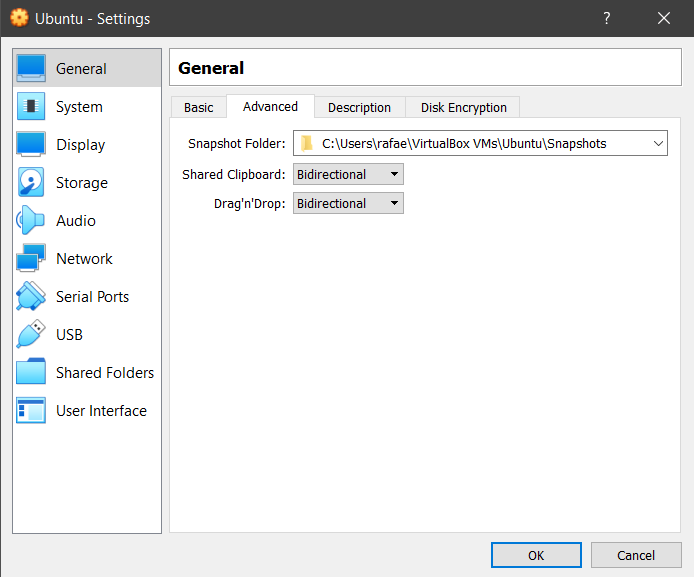 Ubuntu - Settings
?
General
System
Display
Storage
Audio
Network
Serial Ports
USB
Shared Folders
User Interface
General
Basic Advanced Description Disk Encryption
Snapshot Folder: C:\Users\rafae\VirtualBox VMs\Ubuntu\Snapshots
Shared Clipboard: Bidirectional
Drag'n'Drop: Bidirectional
OK Cancel